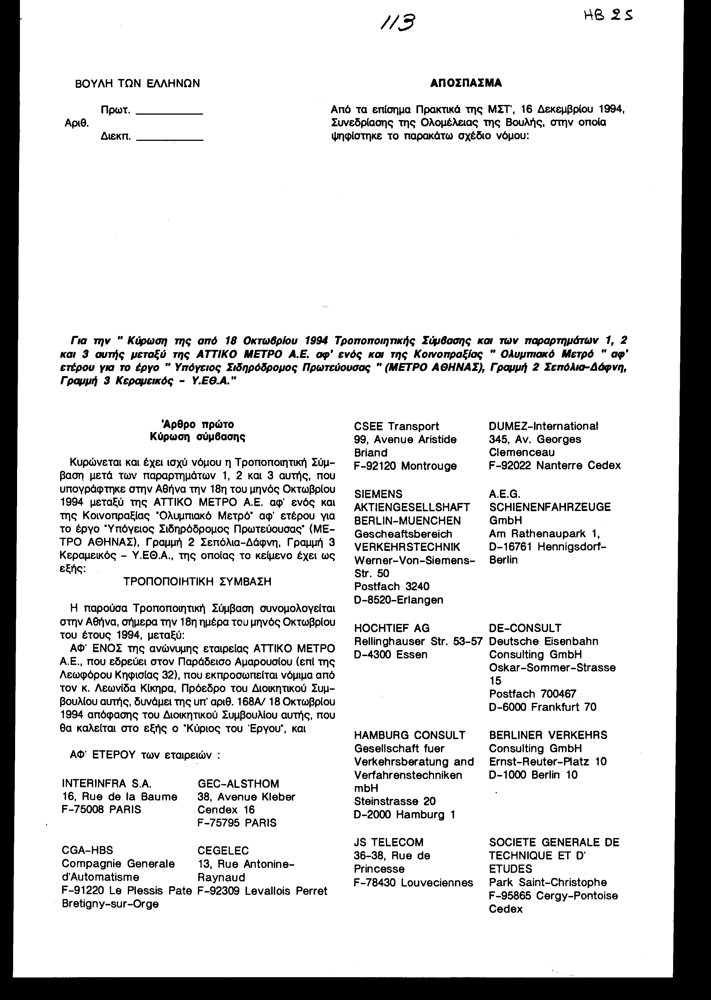 113
HB 25
ΒΟΥΛΗ ΤΩΝ ΕΛΛΗΝΩΝ
Πρωτ.
Αριθ.
Διεκπ.
ΑΠΟΣΠΑΣΜΑ
Από τα επίσημα Πρακτικά της ΜΣΤ', 16 Δεκεμβρίου 1994,
Συνεδρίασης της Ολομέλειας της Βουλής, στην οποία
ψηφίστηκε το παρακάτω σχέδιο νόμου:
Για την " Κύρωση της από 18 Οκτωβρίου 1994 Τροποποιητικής Σύμβασης και των παραρτημάτων 1, 2
και 3 αυτής μεταξύ της ΑΤΤΙΚΟ ΜΕΤΡΟ Α.Ε. αφ' ενός και της Κοινοπραξίας " Ολυμπιακό Μετρό " αφ'
ετέρου για το έργο " Υπόγειος Σιδηρόδρομος Πρωτεύουσας " (ΜΕΤΡΟ ΑΘΗΝΑΣ), Γραμμή 2 Σεπόλια-Δάφνη,
Γραμμή 3 Κεραμεικός - Υ.ΕΘ.Α."
'Αρθρο πρώτο
Κύρωση σύμβασης
Κυρώνεται και έχει ισχύ νόμου η Τροποποιητική Σύμ-
βαση μετά των παραρτημάτων 1, 2 και 3 αυτής, που
υπογράφτηκε στην Αθήνα την 18η του μηνός Οκτωβρίου
1994 μεταξύ της ΑΤΤΙΚΟ ΜΕΤΡΟ Α.Ε. αφ' ενός και
της Κοινοπραξίας "Ολυμπιακό Μετρό" αφ' ετέρου για
το έργο "Υπόγειος Σιδηρόδρομος Πρωτεύουσας" (ΜΕ-
ΤΡΟ ΑΘΗΝΑΣ), Γραμμή 2 Σεπόλια-Δάφνη, Γραμμή 3
Κεραμεικός - Υ.ΕΘ.Α., της οποίας το κείμενο έχει ως
εξής:
ΤΡΟΠΟΠΟΙΗΤΙΚΗ ΣΥΜΒΑΣΗ
Η παρούσα Τροποποιητική Σύμβαση συνομολογείται
στην Αθήνα, σήμερα την 18η ημέρα του μηνός Οκτωβρίου
του έτους 1994, μεταξύ:
ΑΦ' ΕΝΟΣ της ανώνυμης εταιρείας ΑΤΤΙΚΟ ΜΕΤΡΟ
Α.Ε., που εδρεύει στον Παράδεισο Αμαρουσίου (επί της
Λεωφόρου Κηφισίας 32), που εκπροσωπείται νόμιμα από
τον κ. Λεωνίδα Κίκηρα, Πρόεδρο του Διοικητικού Συμ-
βουλίου αυτής, δυνάμει της υπ' αριθ. 168Α/ 18 Οκτωβρίου
1994 απόφασης του Διοικητικού Συμβουλίου αυτής, που
θα καλείται στο εξής ο "Κύριος του 'Εργου", και
ΑΦ' ΕΤΕΡΟΥ των εταιρειών :
INTERINFRA S.A.
16, Rue de la Baume
F-75008 PARIS
GEC-ALSTHOM
38, Avenue Kleber
Cendex 16
F-75795 PARIS
CGA-HBS
Compagnie Generale
d'Automatisme
F-91220 Le Plessis Pate
Bretigny-sur-Orge
CEGELEC
13, Rue Antonine-
Raynaud
F-92309 Levallois Perret
CSEE Transport
99, Avenue Aristide
Briand
F-92120 Montrouge
DUMEZ-International
345, Av. Georges
Clemenceau
F-92022 Nanterre Cedex
SIEMENS
AKTIENGESELLSHAFT
BERLIN-MUENCHEN
Gescheaftsbereich
VERKEHRSTECHNIK
Werner-Von-Siemens-
Str. 50
Postfach 3240
D-8520-Erlangen
A.E.G.
SCHIENENFAHRZEUGE
GmbH
Am Rathenaupark 1,
D-16761 Hennigsdorf-
Berlin
HOCHTIEF AG
Rellinghauser Str. 53-57
D-4300 Essen
DE-CONSULT
Deutsche Eisenbahn
Consulting GmbH
Oskar-Sommer-Strasse
15
Postfach 700467
D-6000 Frankfurt 70
HAMBURG CONSULT
Gesellschaft fuer
Verkehrsberatung and
Verfahrenstechniken
mbH
Steinstrasse 20
D-2000 Hamburg 1
BERLINER VERKEHRS
Consulting GmbH
Ernst-Reuter-Platz 10
D-1000 Berlin 10
JS TELECOM
36-38, Rue de
Princesse
F-78430 Louveciennes
SOCIETE GENERALE DE
TECHNIQUE ET D'
ETUDES
Park Saint-Christophe
F-95865 Cergy-Pontoise
Cedex